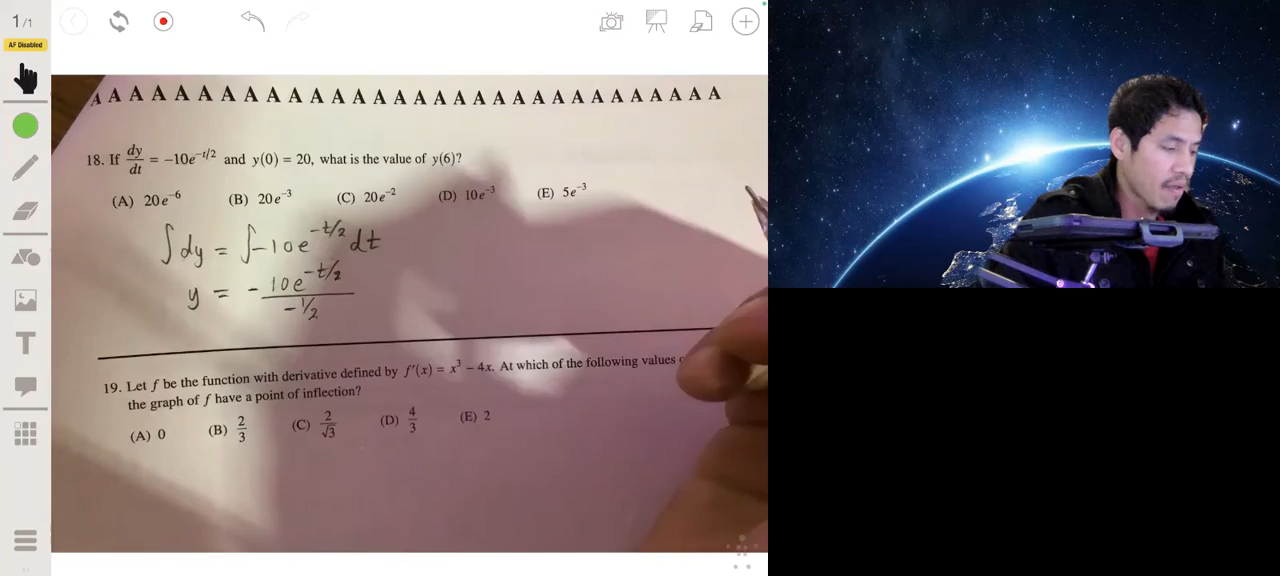 1/1
AF Disabled
A A A A A A A A A A A A A A A A A A A A A A A A A A A A A
18. If dy/dt = −10e^{−t/2} and y(0) = 20, what is the value of y(6)?
(A) 20e^{−6} (B) 20e^{−3} (C) 20e^{−2} (D) 10e^{−3} (E) 5e^{−3}
∫dy = ∫−10e^{−t/2} dt
y = −10e^{−t/2} / −1/2
19. Let f be the function with derivative defined by f′(x) = x³ − 4x. At which of the following values
the graph of f have a point of inflection?
(A) 0 (B) 2/3 (C) 2/√3 (D) 4/3 (E) 2
T